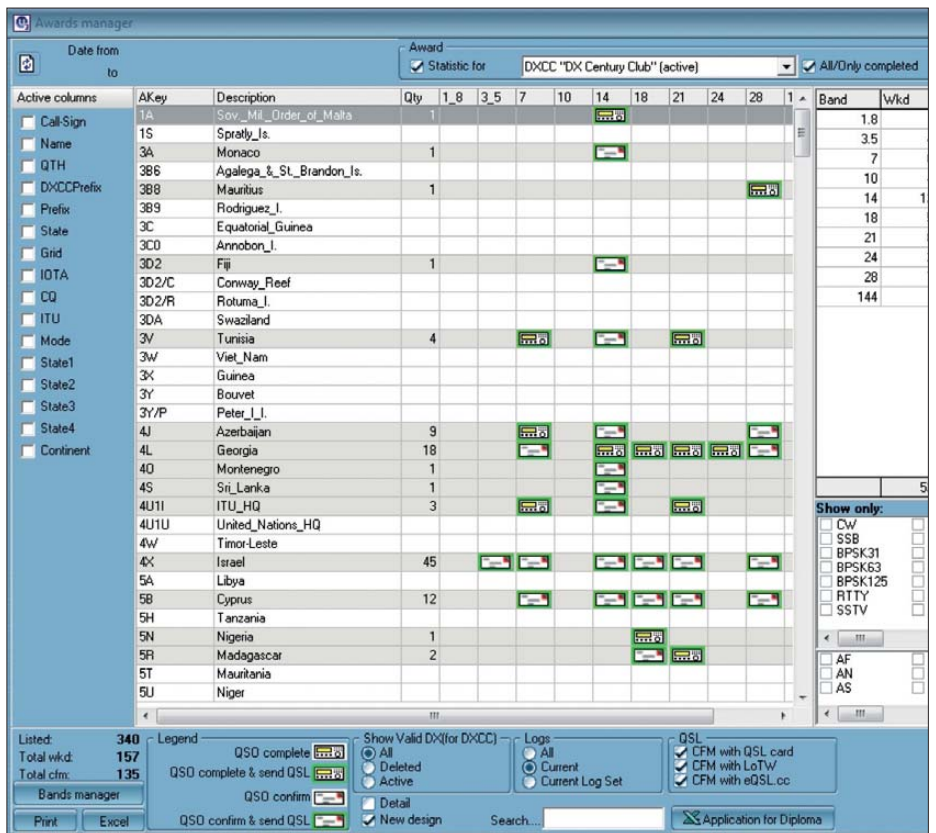 Awards manager
Date from
to
Award
Statistic for
DXCC "DX Century Club" (active)
All/Only completed
Active columns
Call-Sign
Name
QTH
DXCCPrefix
Prefix
State
Grid
IOTA
CQ
ITU
Mode
State1
State2
State3
State4
Continent
AKey Description Qty 1_8 3_5 7 10 14 18 21 24 28 1
1A Sov._Mil._Order_of_Malta 1
1S Spratly_Is.
3A Monaco 1
3B6 Agalega_&_St._Brandon_Is.
3B8 Mauritius 1
3B9 Rodriguez_I.
3C Equatorial_Guinea
3C0 Annobon_I.
3D2 Fiji 1
3D2/C Conway_Reef
3D2/R Rotuma_I.
3DA Swaziland
3V Tunisia 4
3W Viet_Nam
3X Guinea
3Y Bouvet
3Y/P Peter_I_I.
4J Azerbaijan 9
4L Georgia 18
4O Montenegro 1
4S Sri_Lanka 1
4U1I ITU_HQ 3
4U1U United_Nations_HQ
4W Timor-Leste
4X Israel 45
5A Libya
5B Cyprus 12
5H Tanzania
5N Nigeria 1
5R Madagascar 2
5T Mauritania
5U Niger
Band Wkd
1.8
3.5
7
10
14 1
18
21
24
28
144
5
Show only:
CW
SSB
BPSK31
BPSK63
BPSK125
RTTY
SSTV
AF
AN
AS
Listed: 340
Total wkd: 157
Total cfm: 135
Bands manager
Print Excel
Legend
QSO complete
QSO complete & send QSL
QSO confirm
QSO confirm & send QSL
Show Valid DX(for DXCC)
All
Deleted
Active
Detail
New design
Logs
All
Current
Current Log Set
Search....
QSL
CFM with QSL card
CFM with LoTW
CFM with eQSL.cc
Application for Diploma